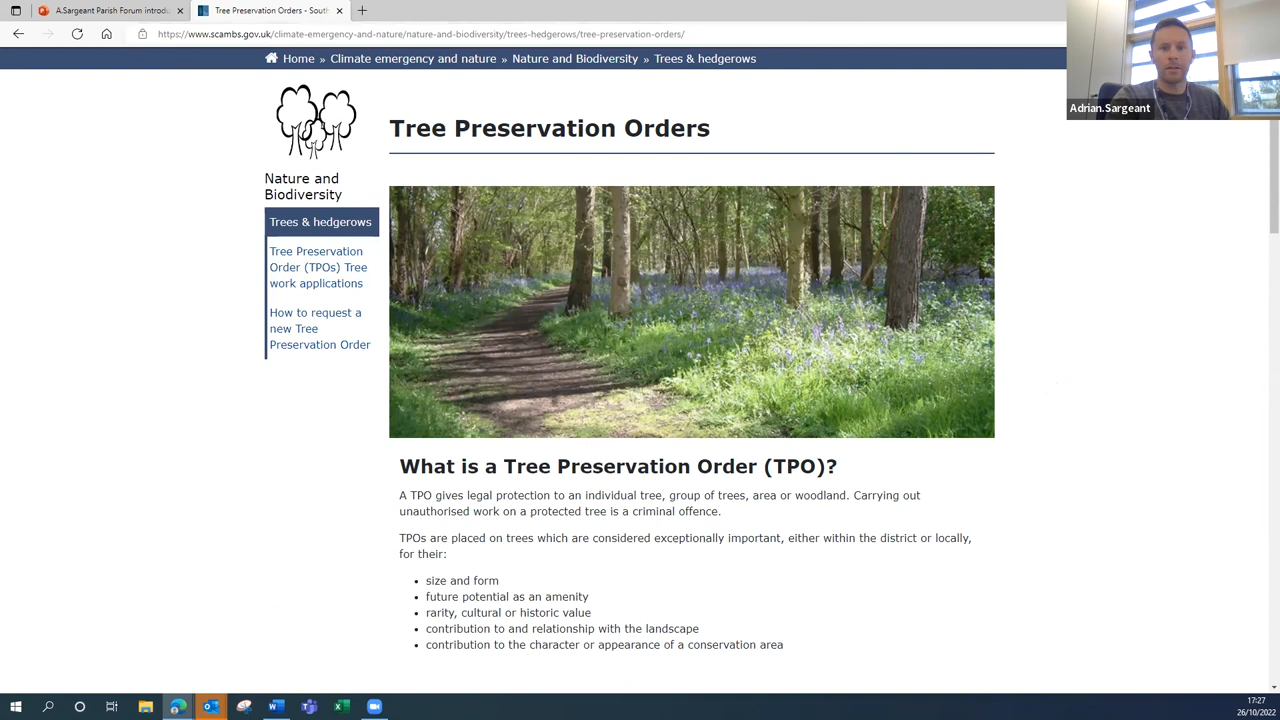 A.Sargeant Parish Forum introdu
Tree Preservation Orders - South
https://www.scambs.gov.uk/climate-emergency-and-nature/nature-and-biodiversity/trees-hedgerows/tree-preservation-orders/
Home » Climate emergency and nature » Nature and Biodiversity » Trees & hedgerows
Adrian.Sargeant
Tree Preservation Orders
Nature and
Biodiversity
Trees & hedgerows
Tree Preservation
Order (TPOs) Tree
work applications
How to request a
new Tree
Preservation Order
What is a Tree Preservation Order (TPO)?
A TPO gives legal protection to an individual tree, group of trees, area or woodland. Carrying out
unauthorised work on a protected tree is a criminal offence.
TPOs are placed on trees which are considered exceptionally important, either within the district or locally,
for their:
• size and form
• future potential as an amenity
• rarity, cultural or historic value
• contribution to and relationship with the landscape
• contribution to the character or appearance of a conservation area
17:27
26/10/2022